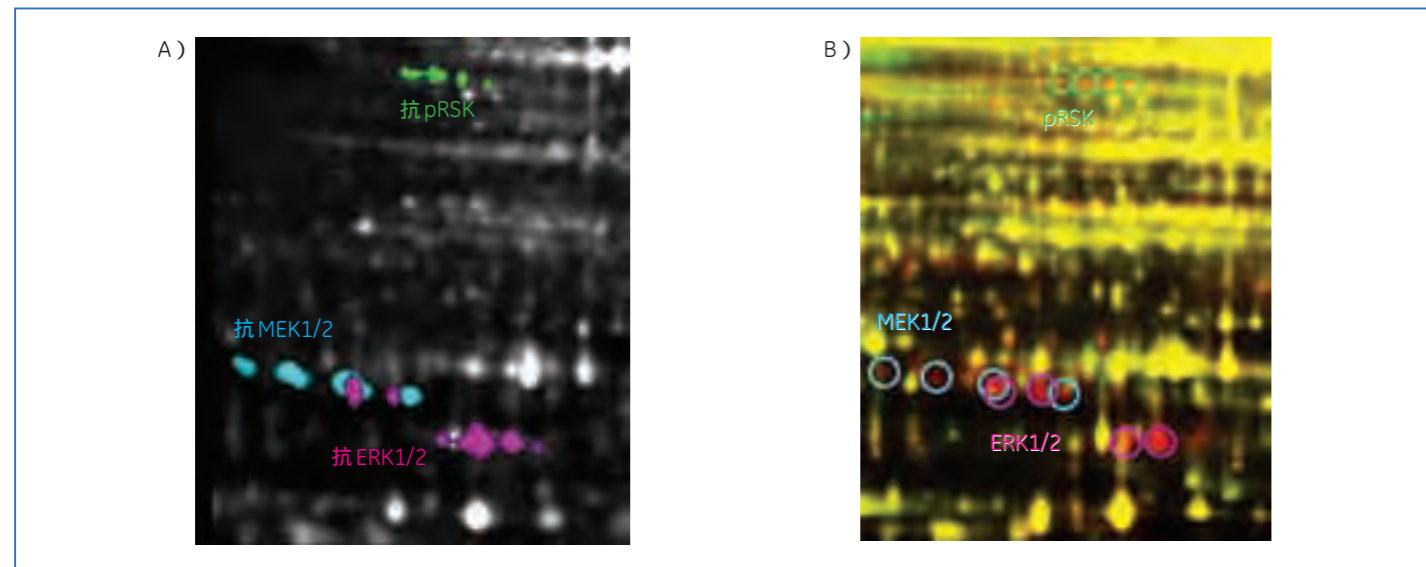 A)
抗 pRSK
抗 MEK1/2
抗 ERK1/2
B)
pRSK
MEK1/2
ERK1/2